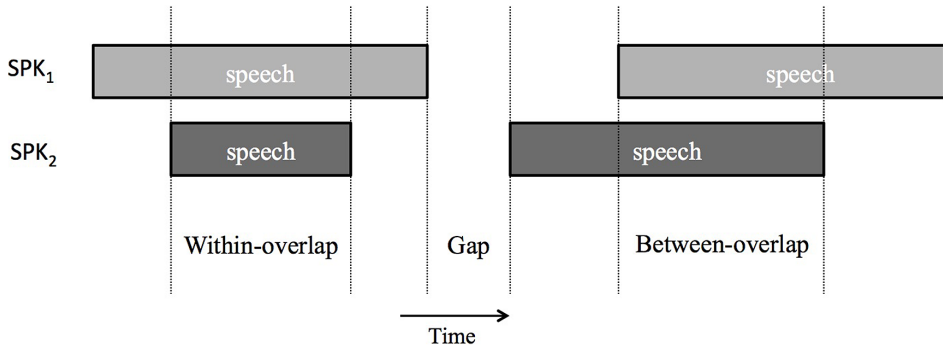 SPK₁ speech speech
SPK₂ speech speech
Within-overlap Gap Between-overlap
Time